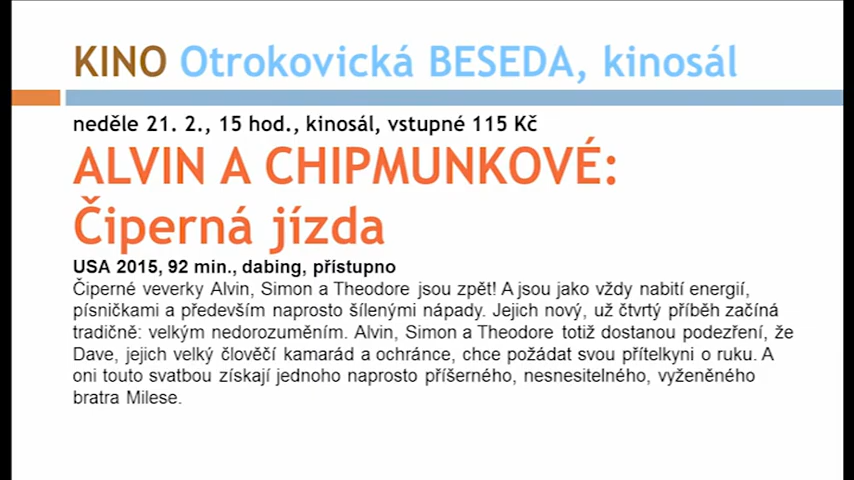 KINO Otrokovická BESEDA, kinosál
neděle 21. 2., 15 hod., kinosál, vstupné 115 Kč
ALVIN A CHIPMUNKOVÉ:
Čiperná jízda
USA 2015, 92 min., dabing, přístupno
Čiperné veverky Alvin, Simon a Theodore jsou zpět! A jsou jako vždy nabití energií,
písničkami a především naprosto šílenými nápady. Jejich nový, už čtvrtý příběh začíná
tradičně: velkým nedorozuměním. Alvin, Simon a Theodore totiž dostanou podezření, že
Dave, jejich velký člověčí kamarád a ochránce, chce požádat svou přítelkyni o ruku. A
oni touto svatbou získají jednoho naprosto příšerného, nesnesitelného, vyženěného
bratra Milese.